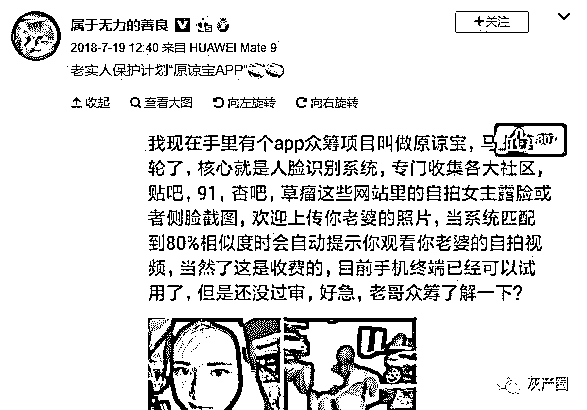 属于无力的善良
+关注
2018-7-19 12:40 来自 HUAWEI Mate 9
老实人保护计划“原谅宝APP”
收起 查看大图 向左旋转 向右旋转
我现在手里有个app众筹项目叫做原谅宝，马
轮了，核心就是人脸识别系统，专门收集各大社区，
贴吧，91，杏吧，草榴这些网站里的自拍女主露脸或
者侧脸截图，欢迎上传你老婆的照片，当系统匹配
到80%相似度时会自动提示你观看你老婆的自拍视
频，当然了这是收费的，目前手机终端已经可以试
用了，但是还没过审，好急，老哥众筹了解一下？
灰产圈